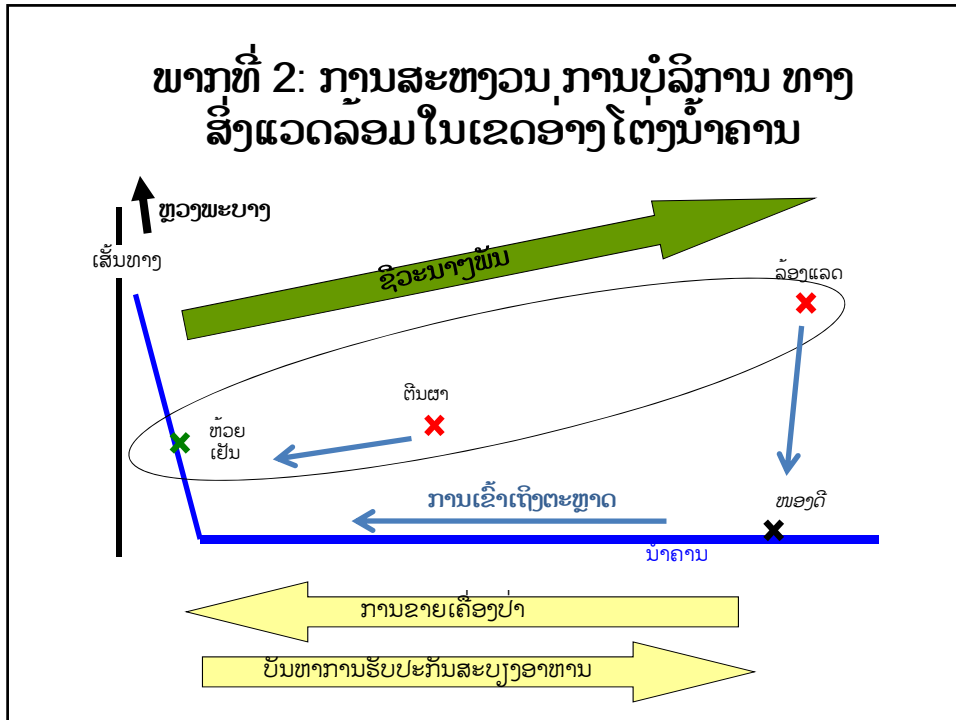 ພາກທີ່ 2: ການສະຫງວນ ການບໍລິການ ທາງ
ສິ່ງແວດລ້ອມໃນເຂດອ່າງໂຕ່ງນ້ຳຄານ
ຫຼວງພະບາງ
ເສັ້ນທາງ
ຊີວະນາໆພັນ
ລ້ອງແລດ
ຕີນຜາ
ຫ້ວຍ
ເຢັນ
ການເຂົ້າເຖິງຕະຫຼາດ
ໜອງດີ
ນ້ຳຄານ
ການຂາຍເຄື່ອງປ່າ
ບັນຫາການຮັບປະກັນສະບຽງອາຫານ